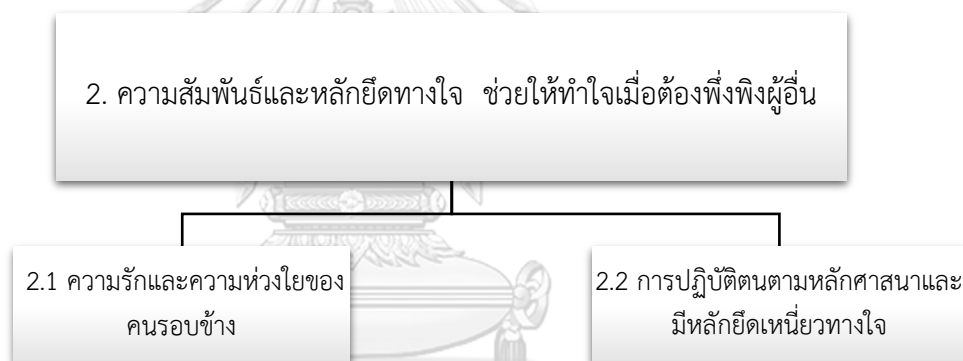 2. ความสัมพันธ์และหลักยึดทางใจ ช่วยให้ทำใจเมื่อต้องพึ่งพิงผู้อื่น
2.1 ความรักและความห่วงใยของ
คนรอบข้าง
2.2 การปฏิบัติตนตามหลักศาสนาและ
มีหลักยึดเหนี่ยวทางใจ